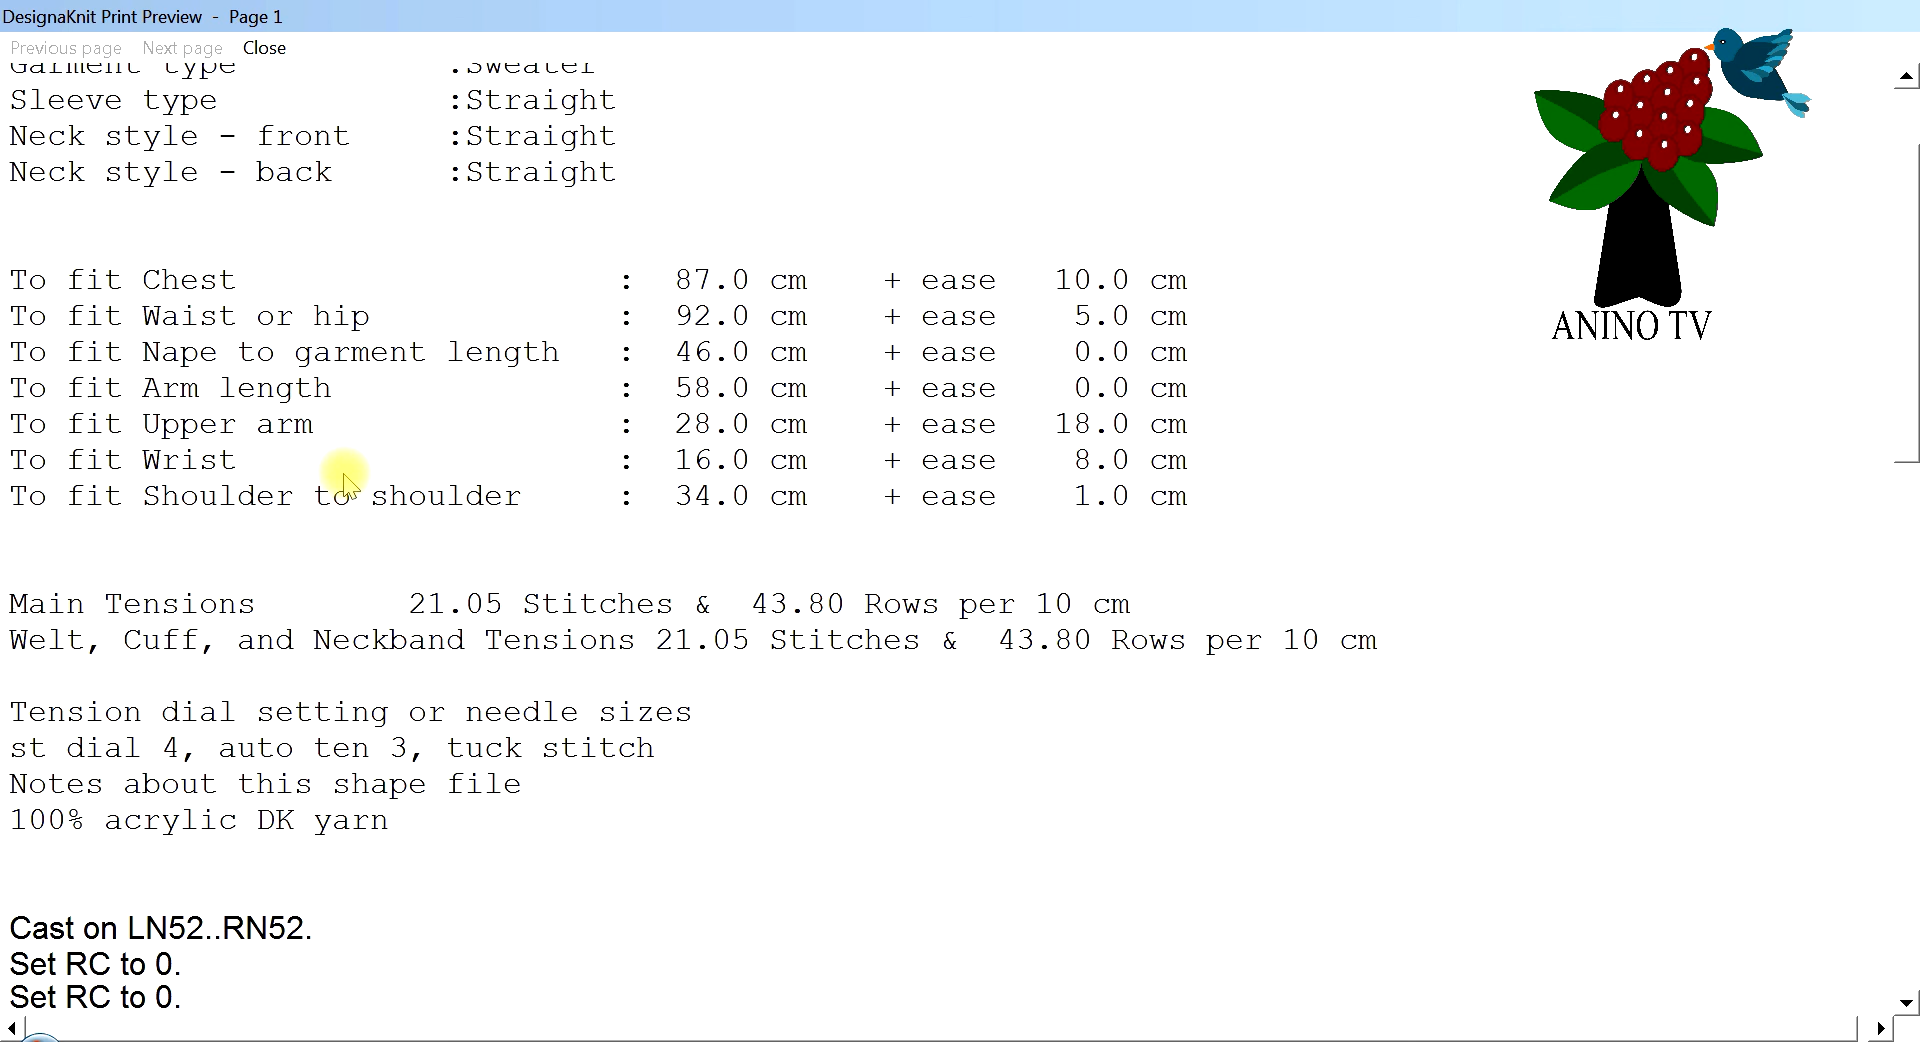 DesignaKnit Print Preview - Page 1
Previous page Next page Close
Garment type :Sweater
Sleeve type :Straight
Neck style - front :Straight
Neck style - back :Straight
To fit Chest : 87.0 cm + ease 10.0 cm
To fit Waist or hip : 92.0 cm + ease 5.0 cm
To fit Nape to garment length : 46.0 cm + ease 0.0 cm
To fit Arm length : 58.0 cm + ease 0.0 cm
To fit Upper arm : 28.0 cm + ease 18.0 cm
To fit Wrist : 16.0 cm + ease 8.0 cm
To fit Shoulder to shoulder : 34.0 cm + ease 1.0 cm
Main Tensions 21.05 Stitches & 43.80 Rows per 10 cm
Welt, Cuff, and Neckband Tensions 21.05 Stitches & 43.80 Rows per 10 cm
Tension dial setting or needle sizes
st dial 4, auto ten 3, tuck stitch
Notes about this shape file
100% acrylic DK yarn
Cast on LN52..RN52.
Set RC to 0.
Set RC to 0.
ANINO TV